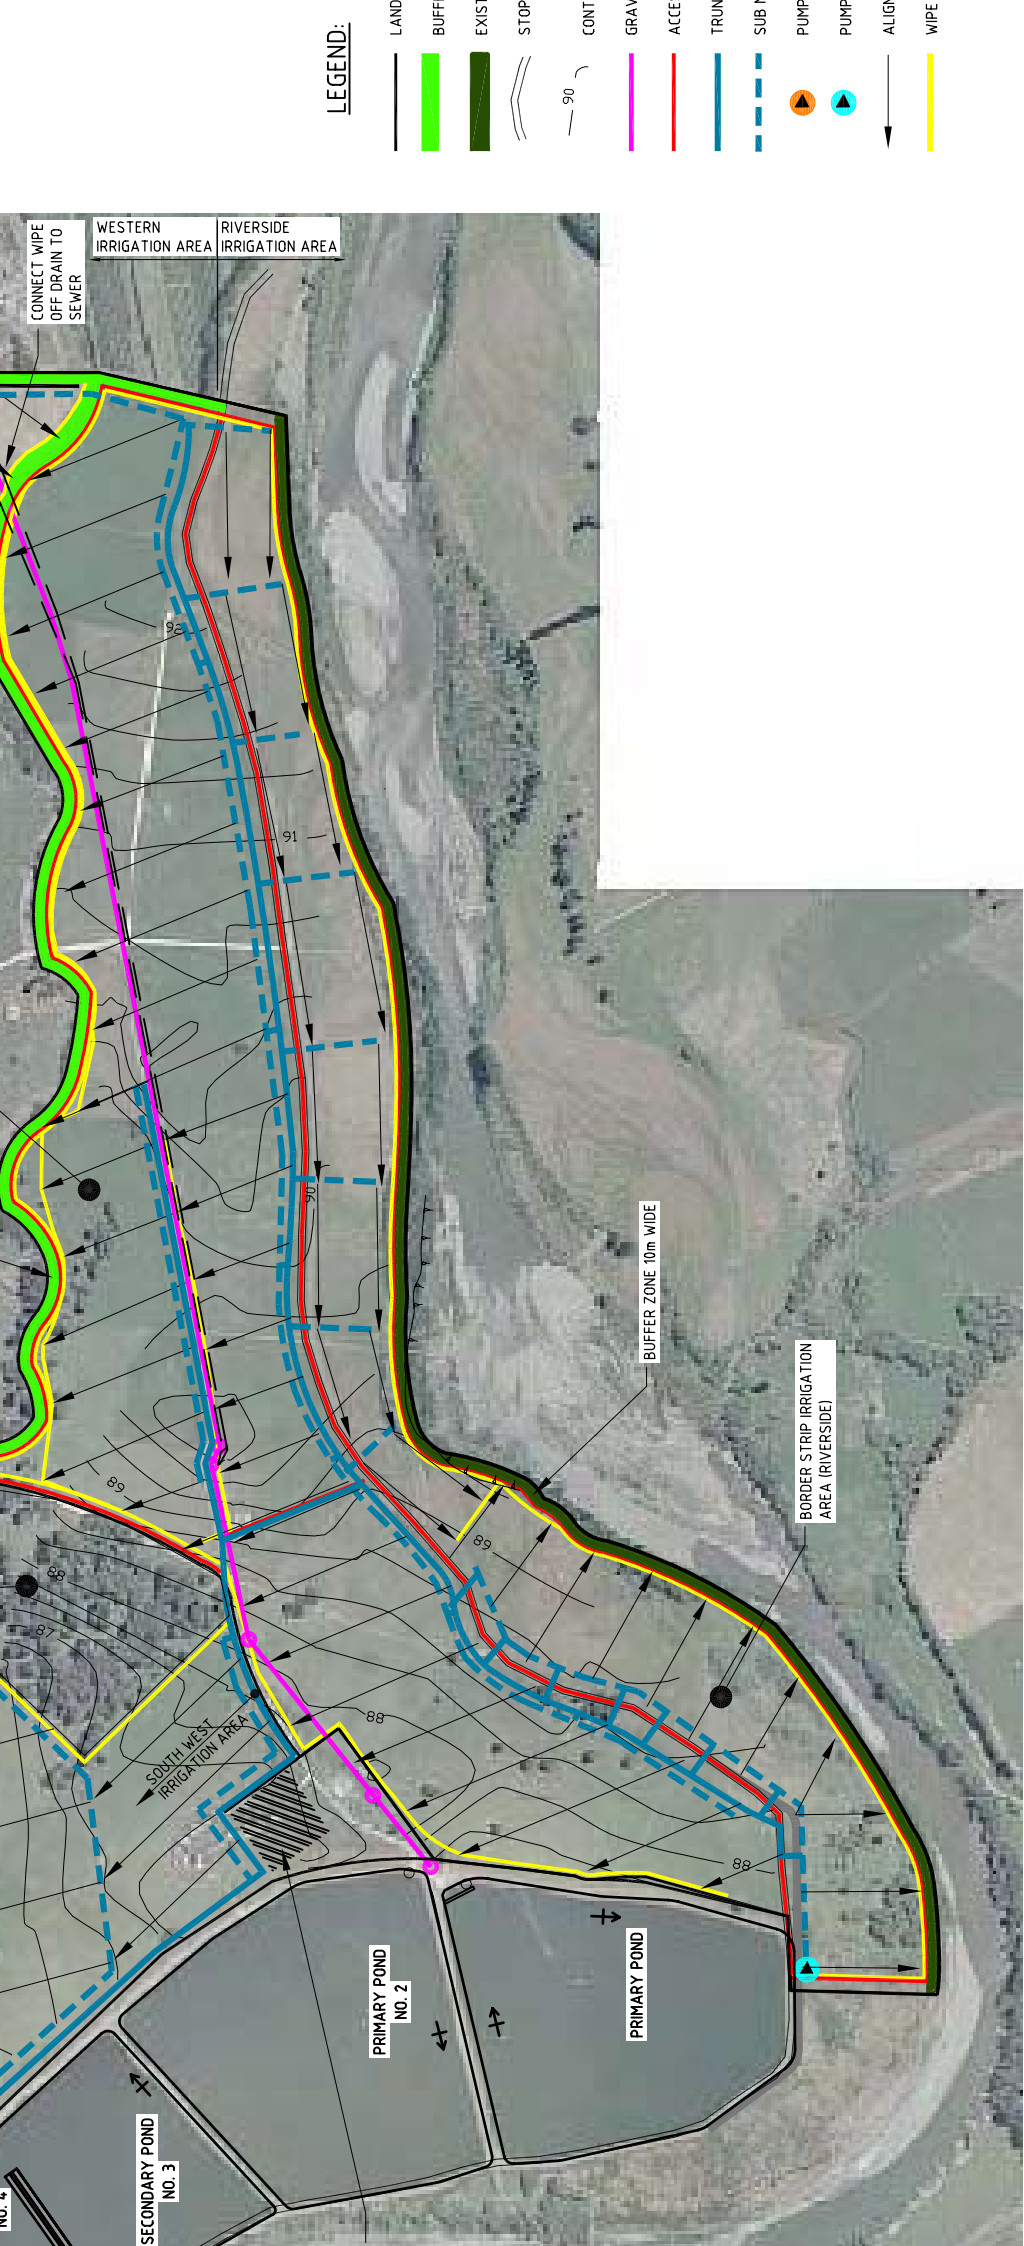 LEGEND:
LAND
BUFFE
EXIST
STOP
CONT
GRAV
ACCE
TRUN
SUB M
PUMP
PUMP
ALIGN
WIPE
90
CONNECT WIPE
OFF DRAIN TO
SEWER
WESTERN
IRRIGATION AREA
RIVERSIDE
IRRIGATION AREA
92
91
90
BUFFER ZONE 10m WIDE
BORDER STRIP IRRIGATION
AREA (RIVERSIDE)
89
89
88
87
88
88
SOUTH WEST
IRRIGATION AREA
PRIMARY POND
NO. 2
PRIMARY POND
SECONDARY POND
NO. 3
NO. 4